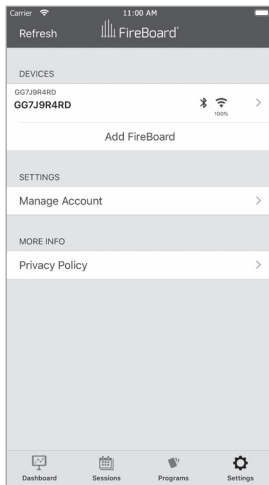 Carrier 11:00 AM
Refresh FireBoard®
DEVICES
GG7J9R4RD
GG7J9R4RD
100%
Add FireBoard
SETTINGS
Manage Account
MORE INFO
Privacy Policy
Dashboard Sessions Programs Settings